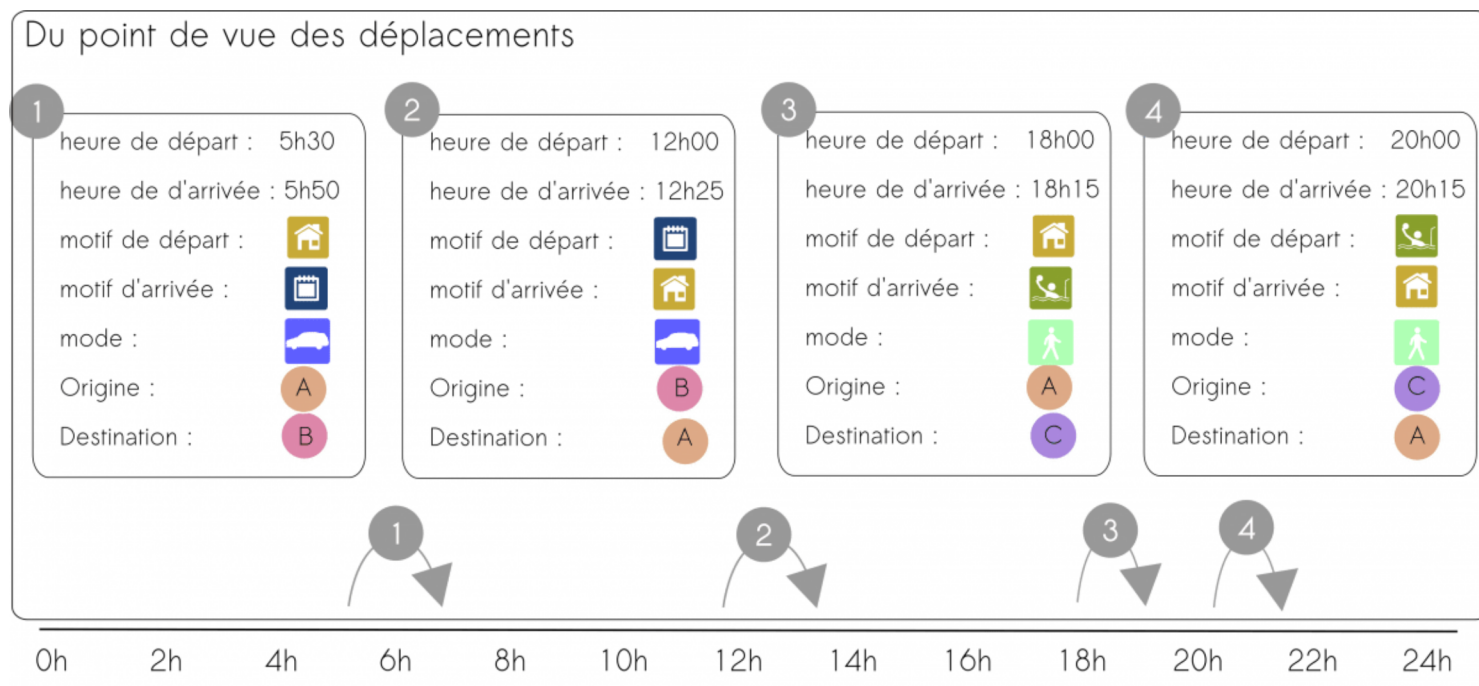 Du point de vue des déplacements
1
heure de départ : 5h30
heure de d'arrivée : 5h50
motif de départ :
motif d'arrivée :
mode :
Origine : A
Destination : B
2
heure de départ : 12h00
heure de d'arrivée : 12h25
motif de départ :
motif d'arrivée :
mode :
Origine : B
Destination : A
3
heure de départ : 18h00
heure de d'arrivée : 18h15
motif de départ :
motif d'arrivée :
mode :
Origine : A
Destination : C
4
heure de départ : 20h00
heure de d'arrivée : 20h15
motif de départ :
motif d'arrivée :
mode :
Origine : C
Destination : A
1 2 3 4
0h 2h 4h 6h 8h 10h 12h 14h 16h 18h 20h 22h 24h